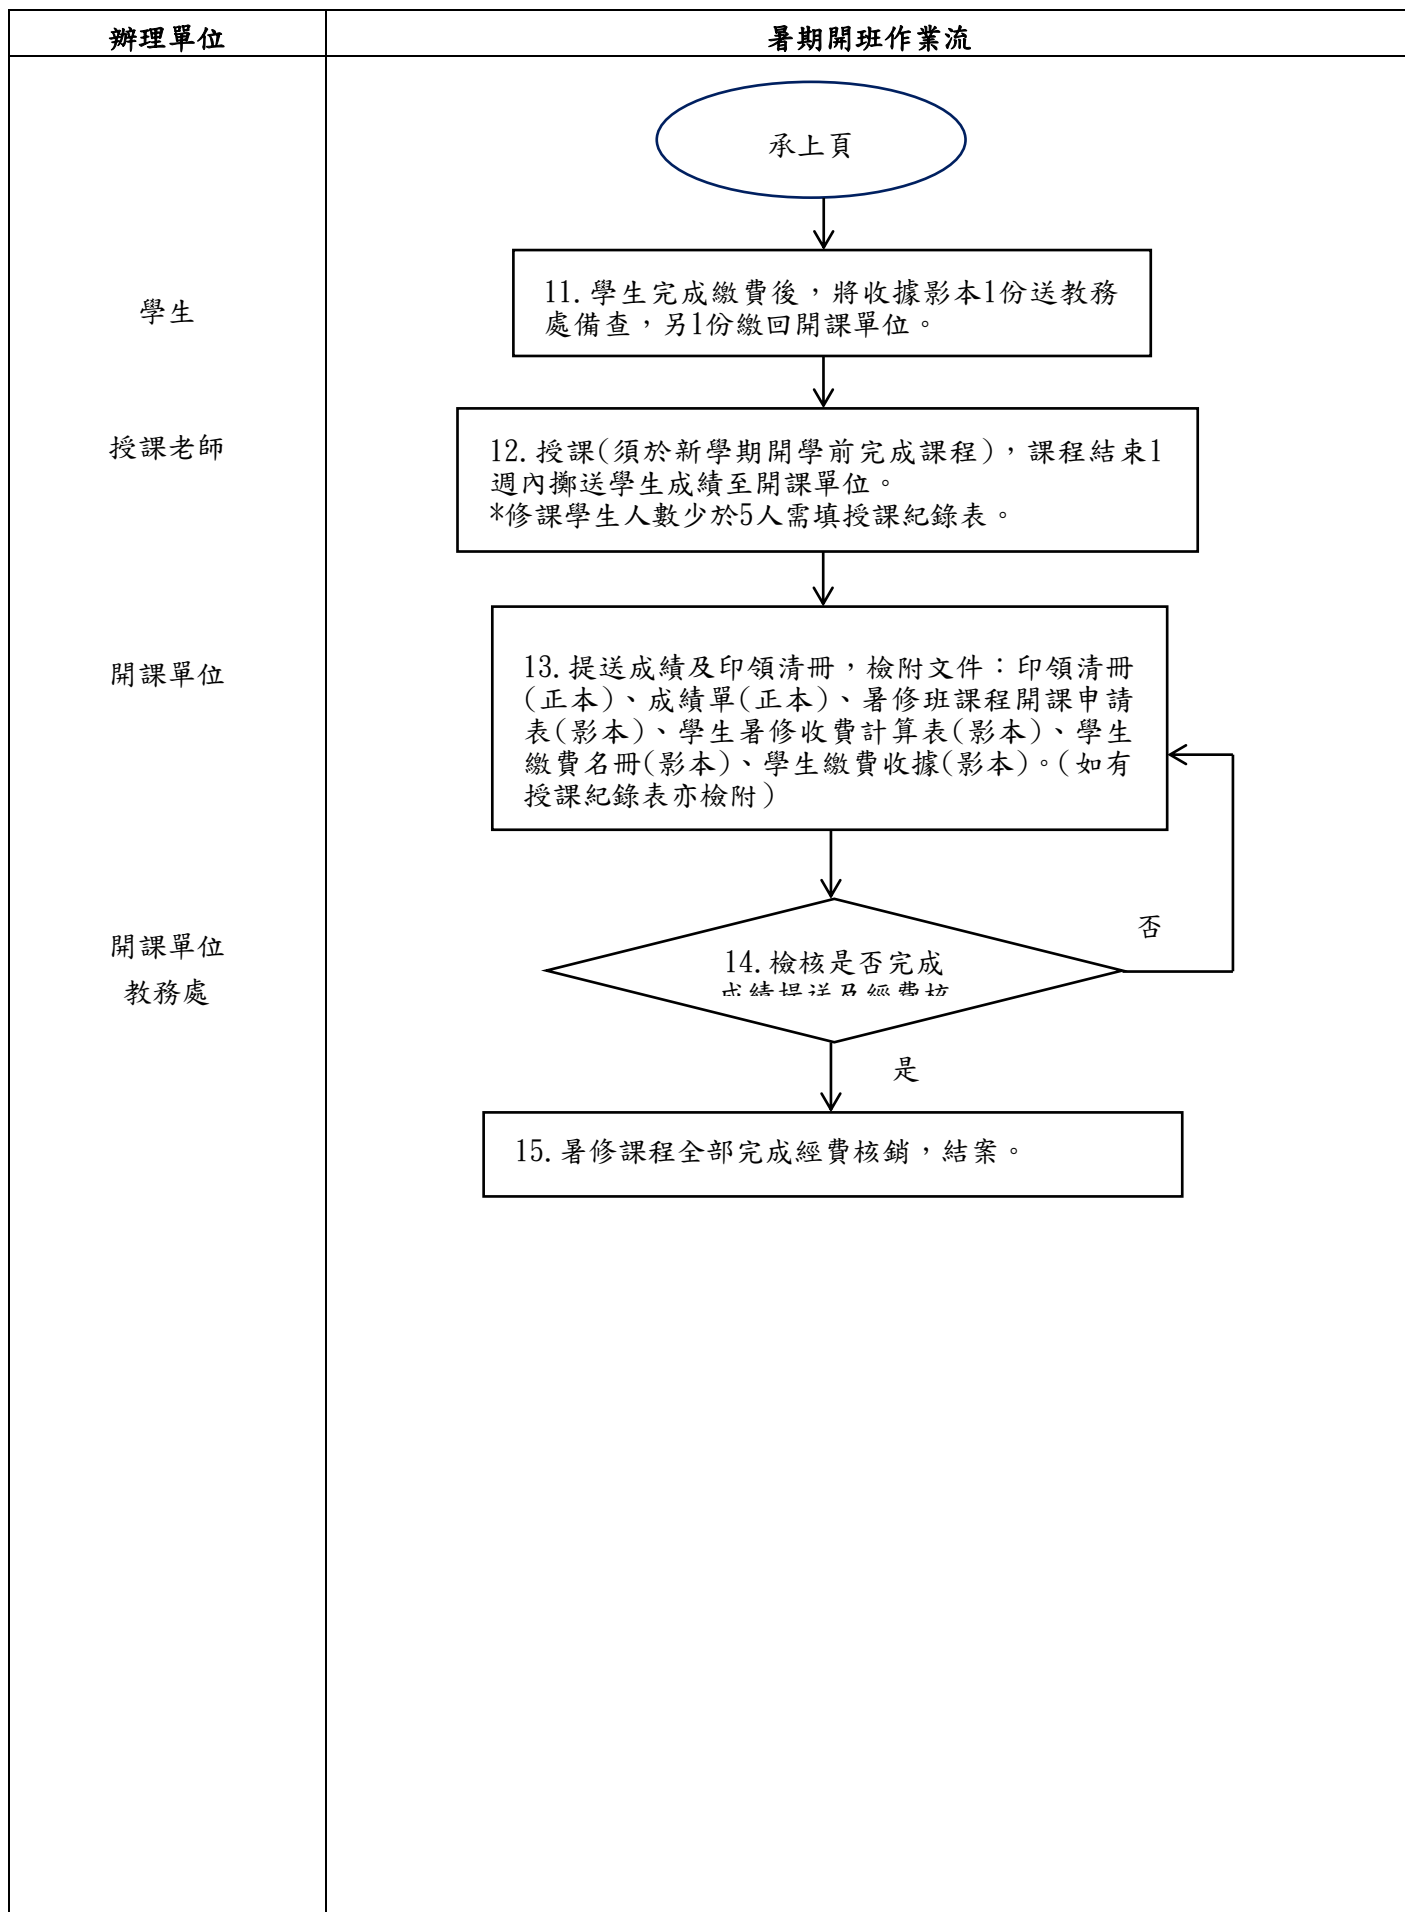 辦理單位
暑期開班作業流
承上頁
學生
11.學生完成繳費後，將收據影本1份送教務
處備查，另1份繳回開課單位。
授課老師
12.授課(須於新學期開學前完成課程)，課程結束1
週內擲送學生成績至開課單位。
*修課學生人數少於5人需填授課紀錄表。
開課單位
13.提送成績及印領清冊，檢附文件：印領清冊
(正本)、成績單(正本)、暑修班課程開課申請
表(影本)、學生暑修收費計算表(影本)、學生
繳費名冊(影本)、學生繳費收據(影本)。(如有
授課紀錄表亦檢附)
否
開課單位
教務處
14.檢核是否完成
成績提送及經費核
是
15.暑修課程全部完成經費核銷，結案。